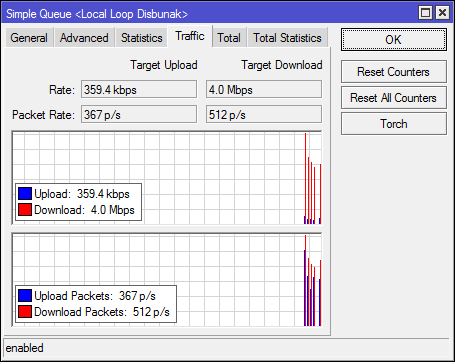 Simple Queue <Local Loop Disbunak>
General Advanced Statistics Traffic Total Total Statistics
OK
Target Upload Target Download
Rate: 359.4 kbps 4.0 Mbps
Reset Counters
Packet Rate: 367 p/s 512 p/s
Reset All Counters
Torch
Upload: 359.4 kbps
Download: 4.0 Mbps
Upload Packets: 367 p/s
Download Packets: 512 p/s
enabled